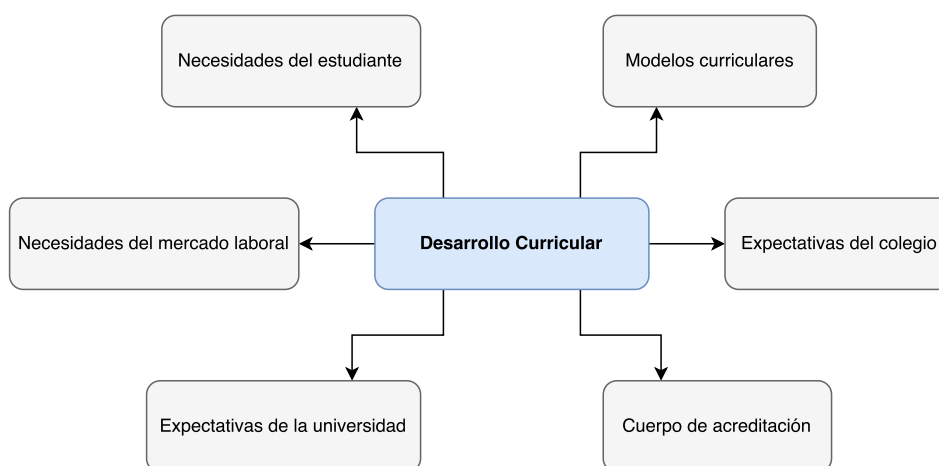 Necesidades del estudiante
Modelos curriculares
Necesidades del mercado laboral
Desarrollo Curricular
Expectativas del colegio
Expectativas de la universidad
Cuerpo de acreditación